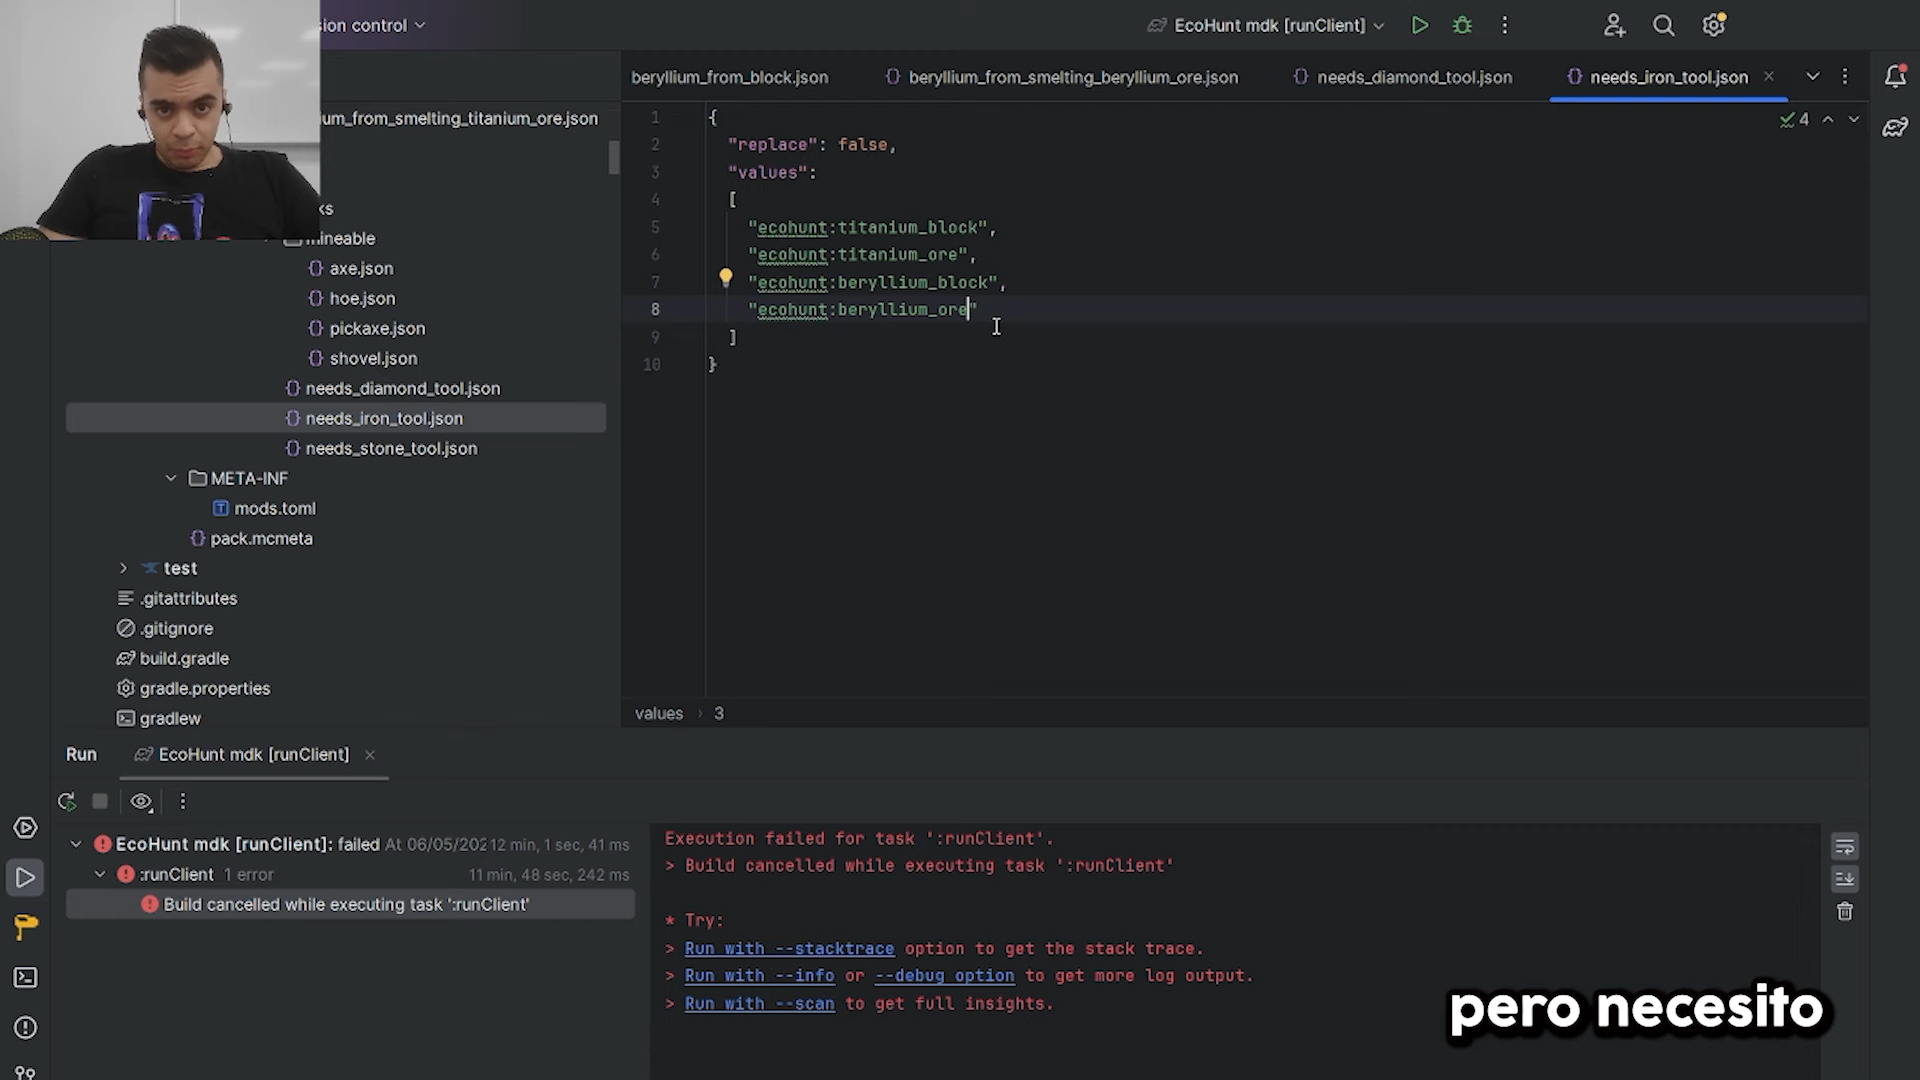 sion control
EcoHunt mdk [runClient]
beryllium_from_block.json
beryllium_from_smelting_beryllium_ore.json
needs_diamond_tool.json
needs_iron_tool.json
um_from_smelting_titanium_ore.json
ks
mineable
axe.json
hoe.json
pickaxe.json
shovel.json
needs_diamond_tool.json
needs_iron_tool.json
needs_stone_tool.json
META-INF
mods.toml
pack.mcmeta
test
.gitattributes
.gitignore
build.gradle
gradle.properties
gradlew
4
1 {
2 "replace": false,
3 "values":
4 [
5 "ecohunt:titanium_block",
6 "ecohunt:titanium_ore",
7 "ecohunt:beryllium_block",
8 "ecohunt:beryllium_ore"
9 ]
10 }
values › 3
Run
EcoHunt mdk [runClient]
EcoHunt mdk [runClient]: failed At 06/05/202 12 min, 1 sec, 41 ms
:runClient 1 error 11 min, 48 sec, 242 ms
Build cancelled while executing task ':runClient'
Execution failed for task ':runClient'.
> Build cancelled while executing task ':runClient'
* Try:
> Run with --stacktrace option to get the stack trace.
> Run with --info or --debug option to get more log output.
> Run with --scan to get full insights.
pero necesito